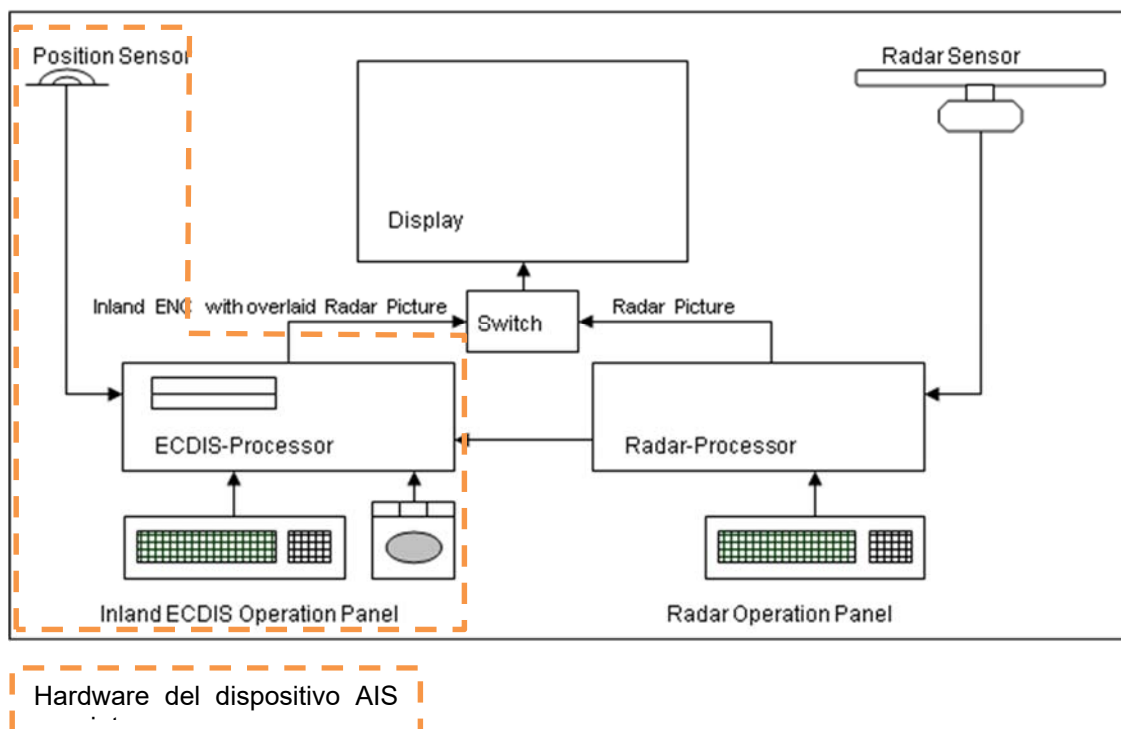 Position Sensor
Radar Sensor
Display
Inland ENC with overlaid Radar Picture
Switch
Radar Picture
ECDIS-Processor
Radar-Processor
Inland ECDIS Operation Panel
Radar Operation Panel
Hardware del dispositivo AIS